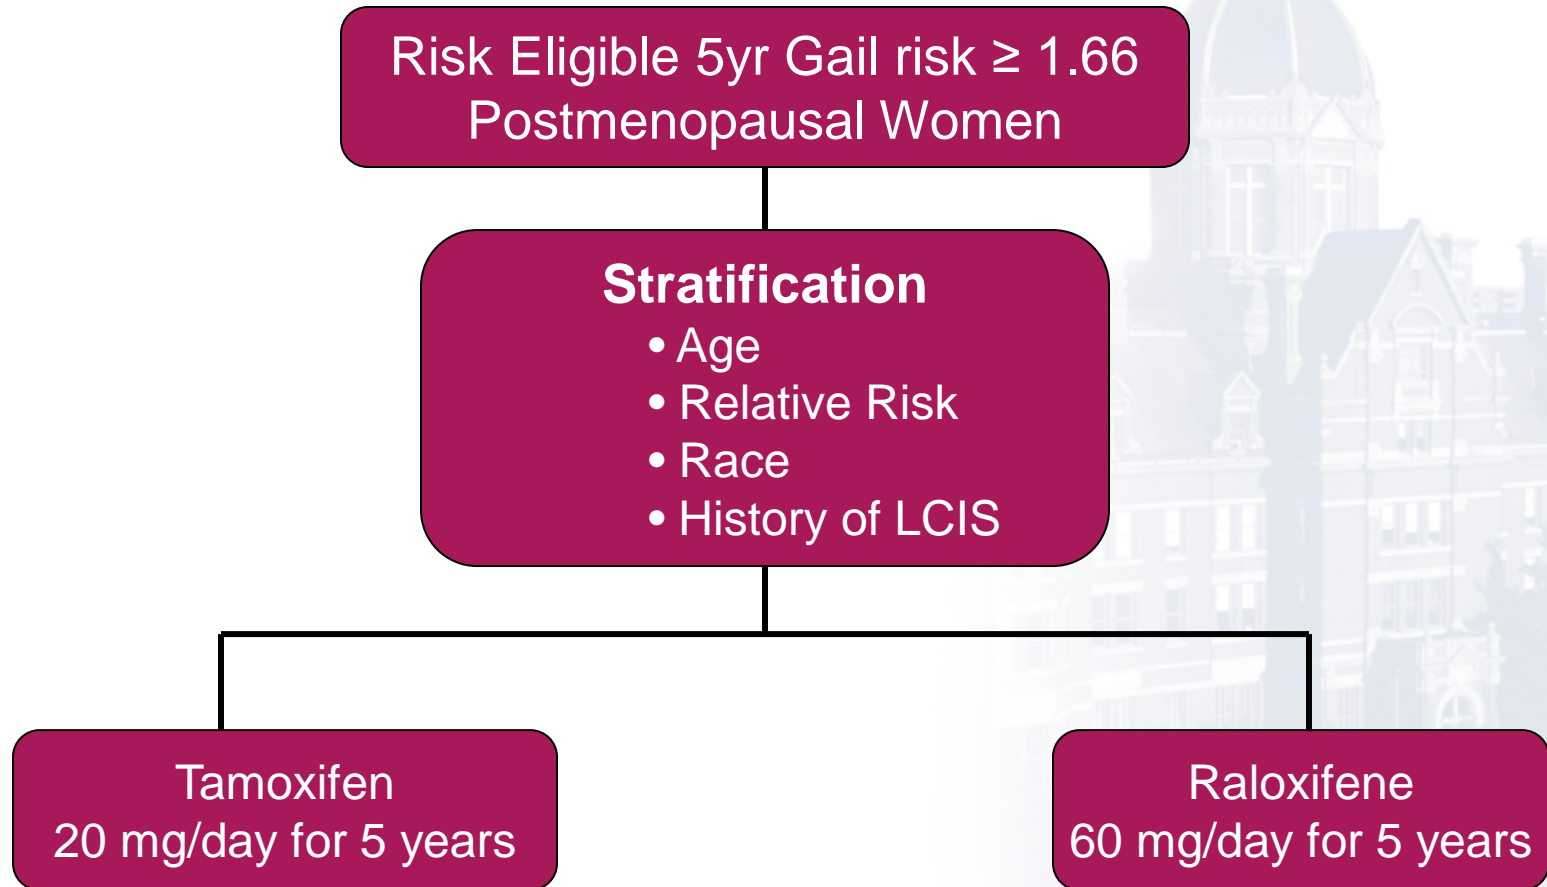 Risk Eligible 5yr Gail risk ≥ 1.66
Postmenopausal Women
Stratification
• Age
• Relative Risk
• Race
• History of LCIS
Tamoxifen
20 mg/day for 5 years
Raloxifene
60 mg/day for 5 years